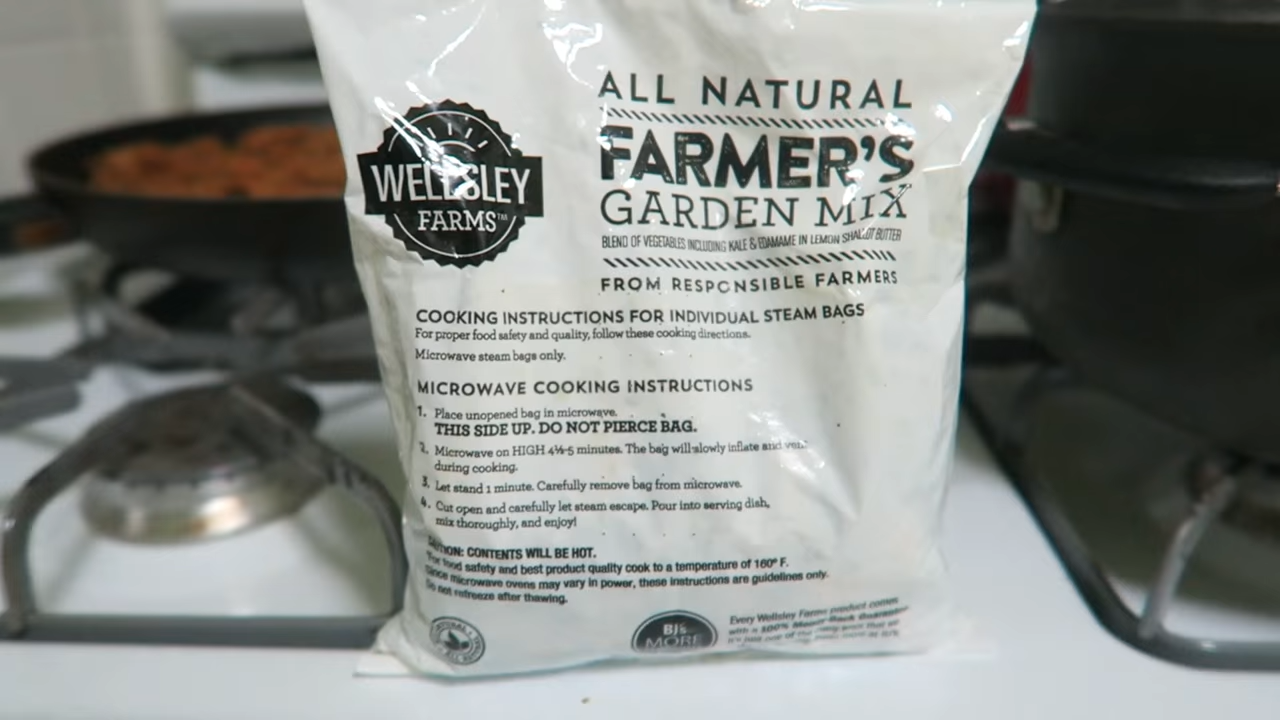 WELLSLEY
FARMS™
ALL NATURAL
FARMER'S
GARDEN MIX
BLEND OF VEGETABLES INCLUDING KALE & EDAMAME IN LEMON SHALLOT BUTTER
FROM RESPONSIBLE FARMERS
COOKING INSTRUCTIONS FOR INDIVIDUAL STEAM BAGS
For proper food safety and quality, follow these cooking directions.
Microwave steam bags only.
MICROWAVE COOKING INSTRUCTIONS
1. Place unopened bag in microwave.
THIS SIDE UP. DO NOT PIERCE BAG.
2. Microwave on HIGH 4½-5 minutes. The bag will slowly inflate and vent
during cooking.
3. Let stand 1 minute. Carefully remove bag from microwave.
4. Cut open and carefully let steam escape. Pour into serving dish,
mix thoroughly, and enjoy!
CAUTION: CONTENTS WILL BE HOT.
*For food safety and best product quality cook to a temperature of 160° F.
Since microwave ovens may vary in power, these instructions are guidelines only.
Do not refreeze after thawing.
BJ's
MORE
Every Wellsley Farms product comes
with a 100% Money-Back Guarantee